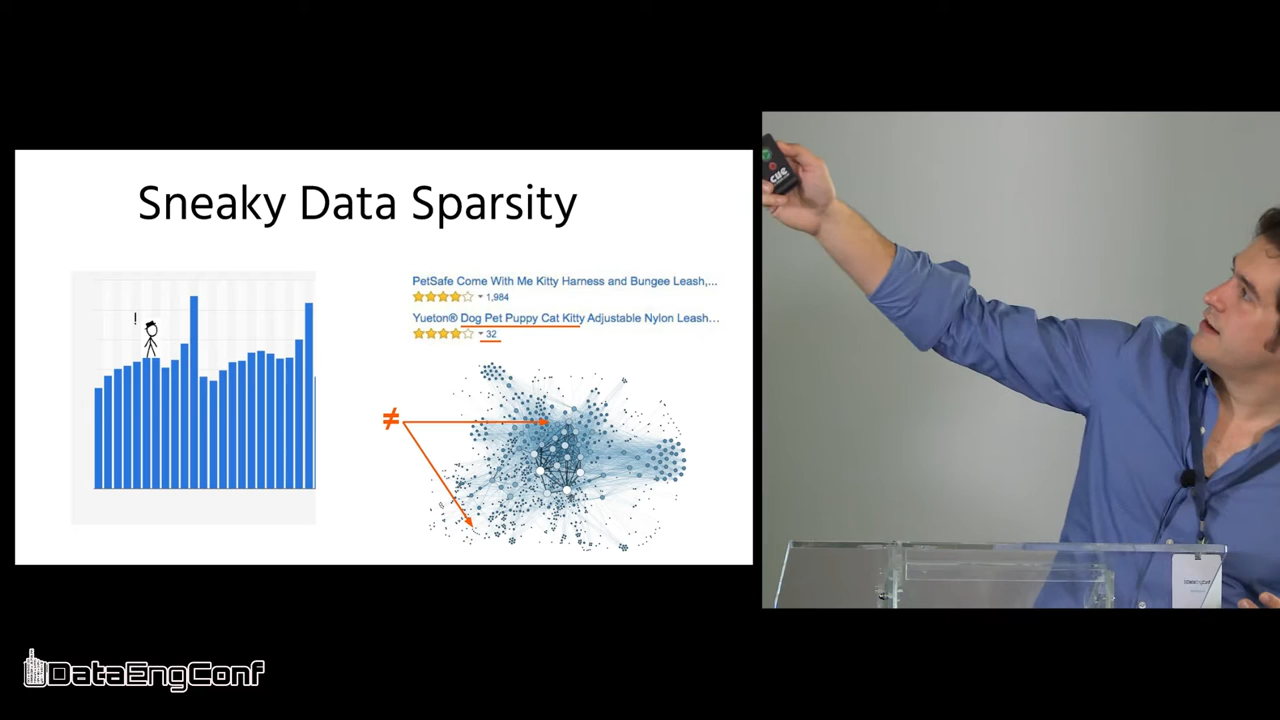 Sneaky Data Sparsity
!
PetSafe Come With Me Kitty Harness and Bungee Leash,...
1,984
Yueton® Dog Pet Puppy Cat Kitty Adjustable Nylon Leash...
32
≠
cue
DataEngConf